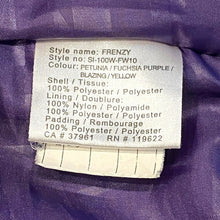 Style name: FRENZY
Style no: SI-100W-FW10
Colour: PETUNIA / FUCHSIA PURPLE /
BLAZING / YELLOW
Shell / Tissue:
100% Polyester / Polyester
Lining / Doublure:
100% Nylon / Polyamide
100% Polyester / Polyester
Padding / Rembourrage
100% Polyester / Polyester
CA # 37961 RN # 119622